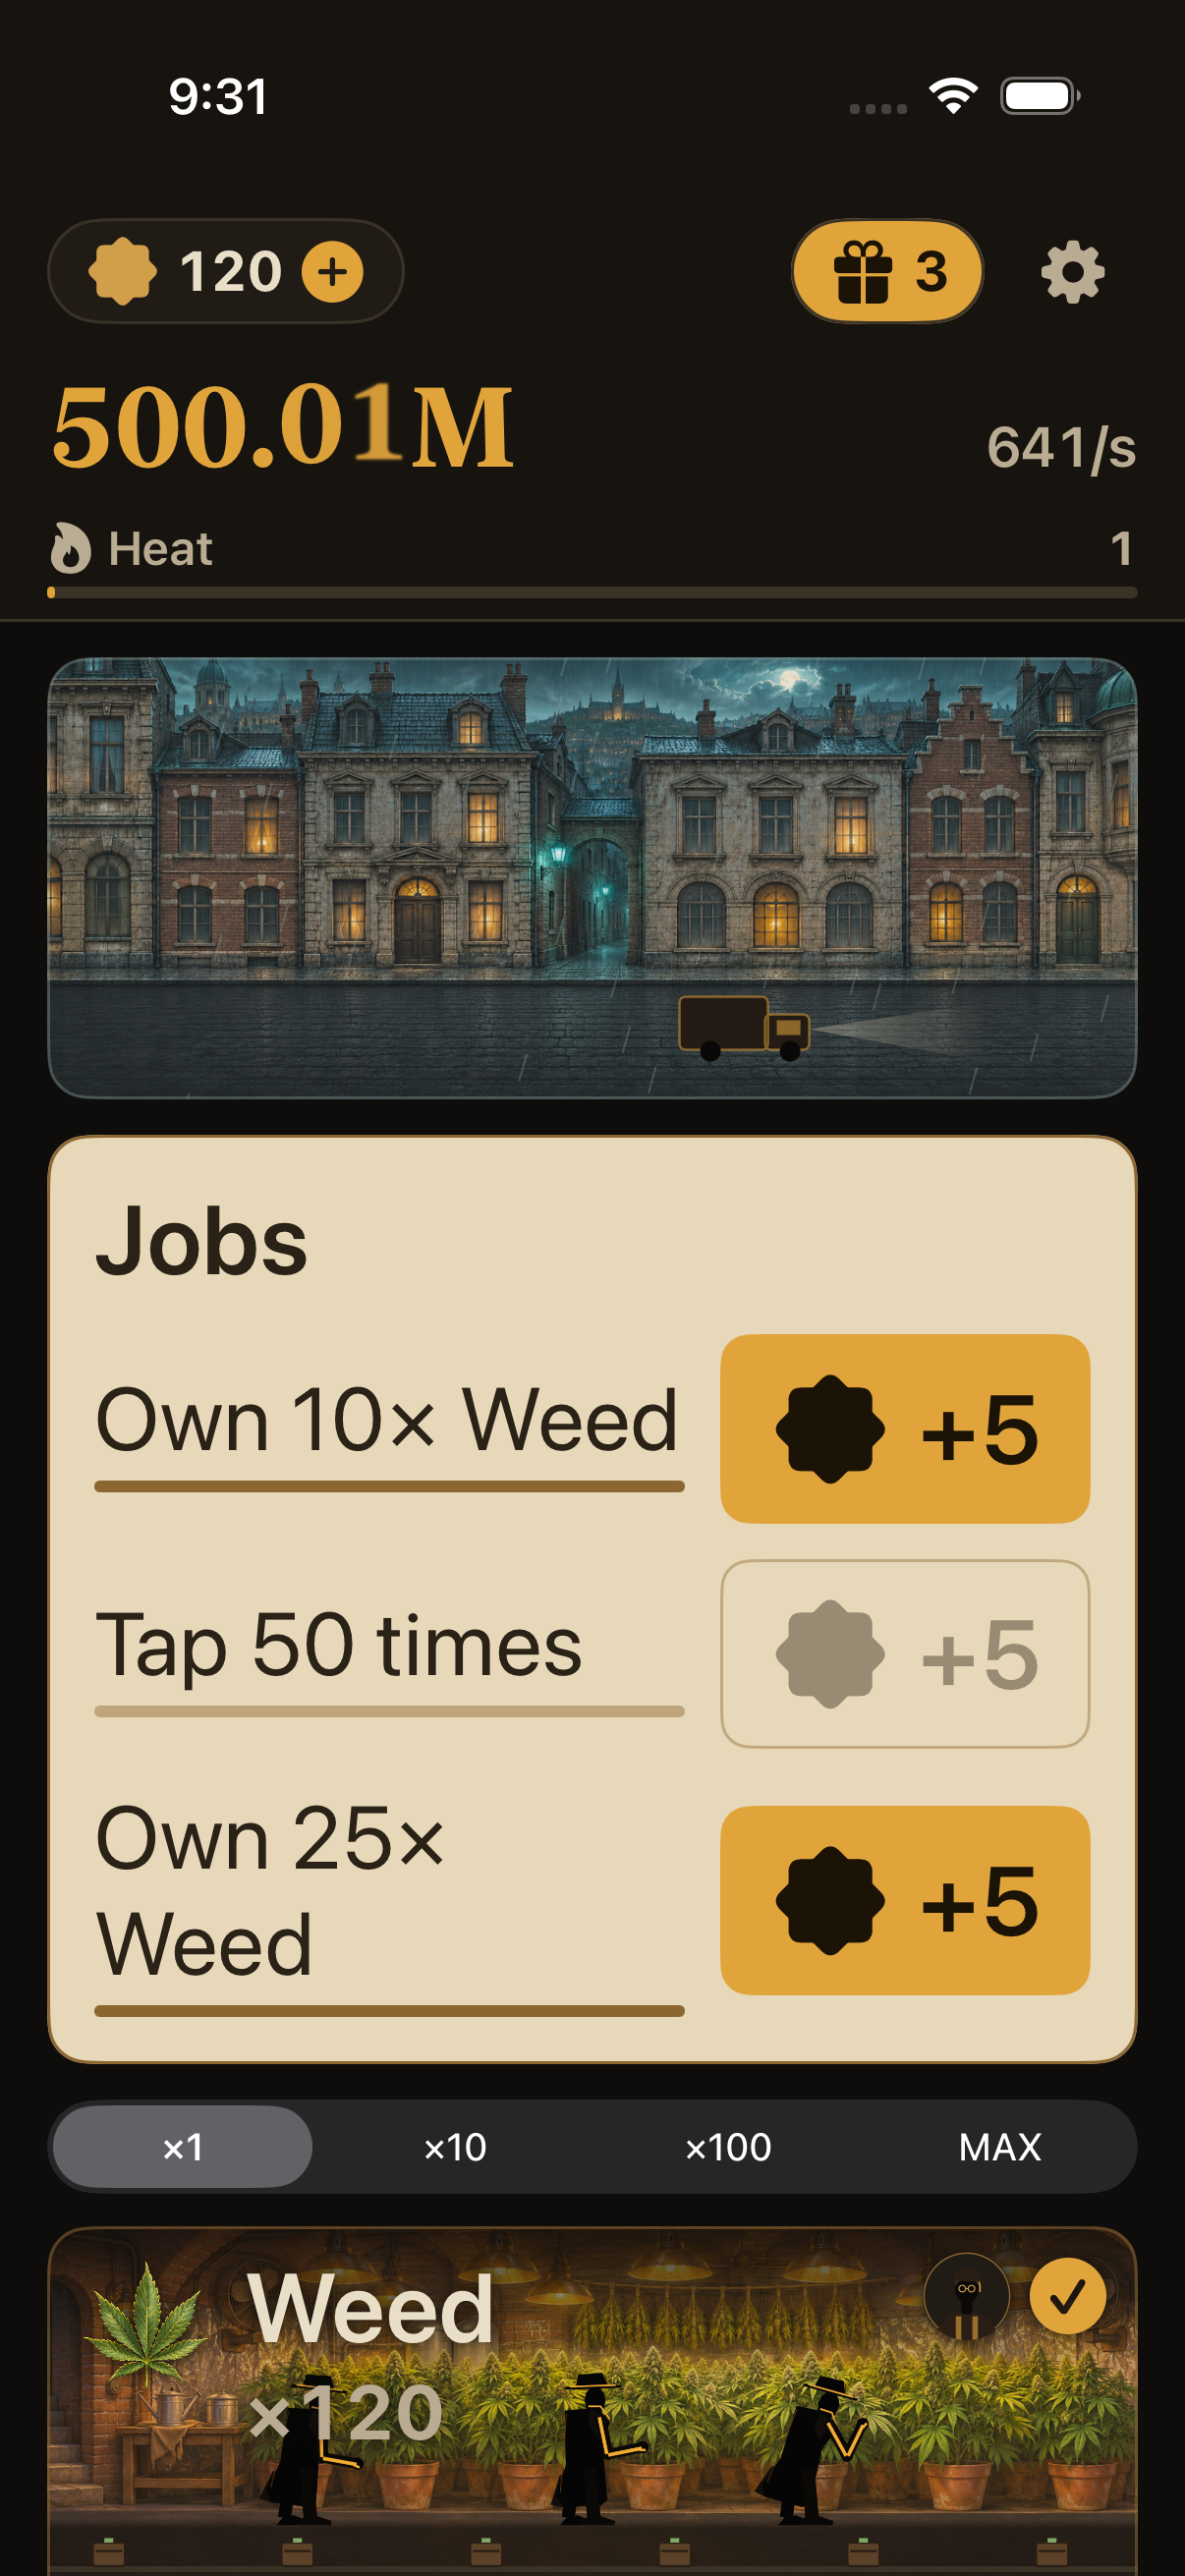 9:31
120
3
500.01M
641/s
Heat
1
Jobs
Own 10× Weed
+5
Tap 50 times
+5
Own 25×
Weed
+5
×1
×10
×100
MAX
Weed
×120